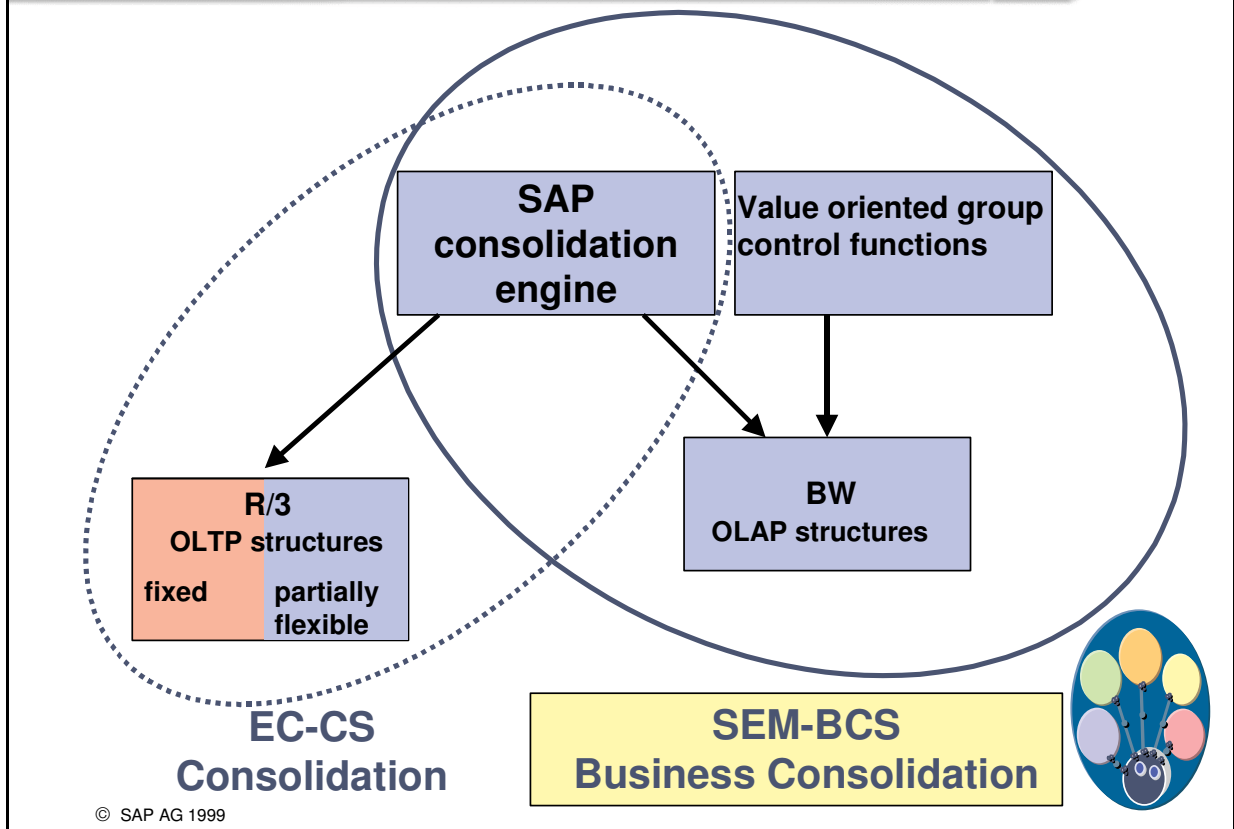 SAP
consolidation
engine
Value oriented group
control functions
R/3
OLTP structures
fixed
partially
flexible
BW
OLAP structures
EC-CS
Consolidation
SEM-BCS
Business Consolidation
© SAP AG 1999